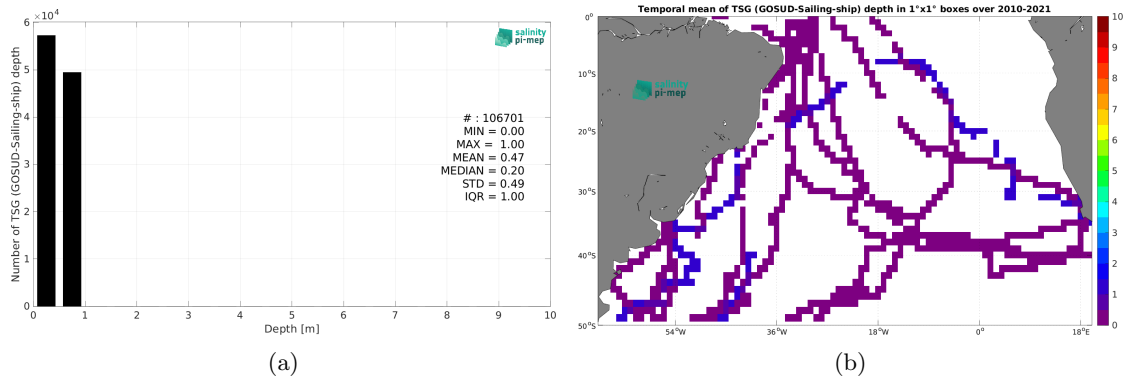 Temporal mean of TSG (GOSUD-Sailing-ship) depth in 1°x1° boxes over 2010-2021
×10⁴
6
5
4
3
2
1
0
Number of TSG (GOSUD-Sailing-ship) depth
salinity
pi-mep
# : 106701
MIN = 0.00
MAX = 1.00
MEAN = 0.47
MEDIAN = 0.20
STD = 0.49
IQR = 1.00
0 1 2 3 4 5 6 7 8 9 10
Depth [m]
(a)
0°
10°S
20°S
30°S
40°S
50°S
salinity
pi-mep
54°W 36°W 18°W 0° 18°E
10
9
8
7
6
5
4
3
2
1
0
(b)